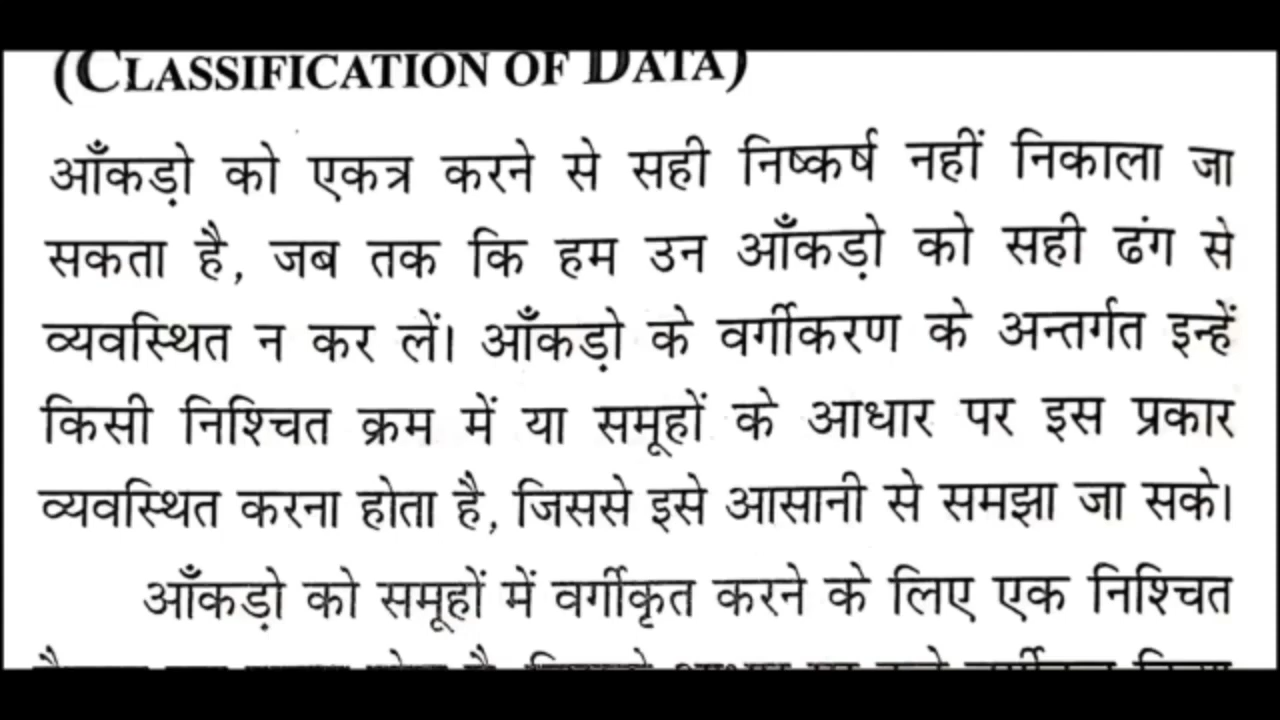 (CLASSIFICATION OF DATA)
आँकड़ो को एकत्र करने से सही निष्कर्ष नहीं निकाला जा
सकता है, जब तक कि हम उन आँकड़ो को सही ढंग से
व्यवस्थित न कर लें। आँकड़ो के वर्गीकरण के अन्तर्गत इन्हें
किसी निश्चित क्रम में या समूहों के आधार पर इस प्रकार
व्यवस्थित करना होता है, जिससे इसे आसानी से समझा जा सके।
आँकड़ो को समूहों में वर्गीकृत करने के लिए एक निश्चित